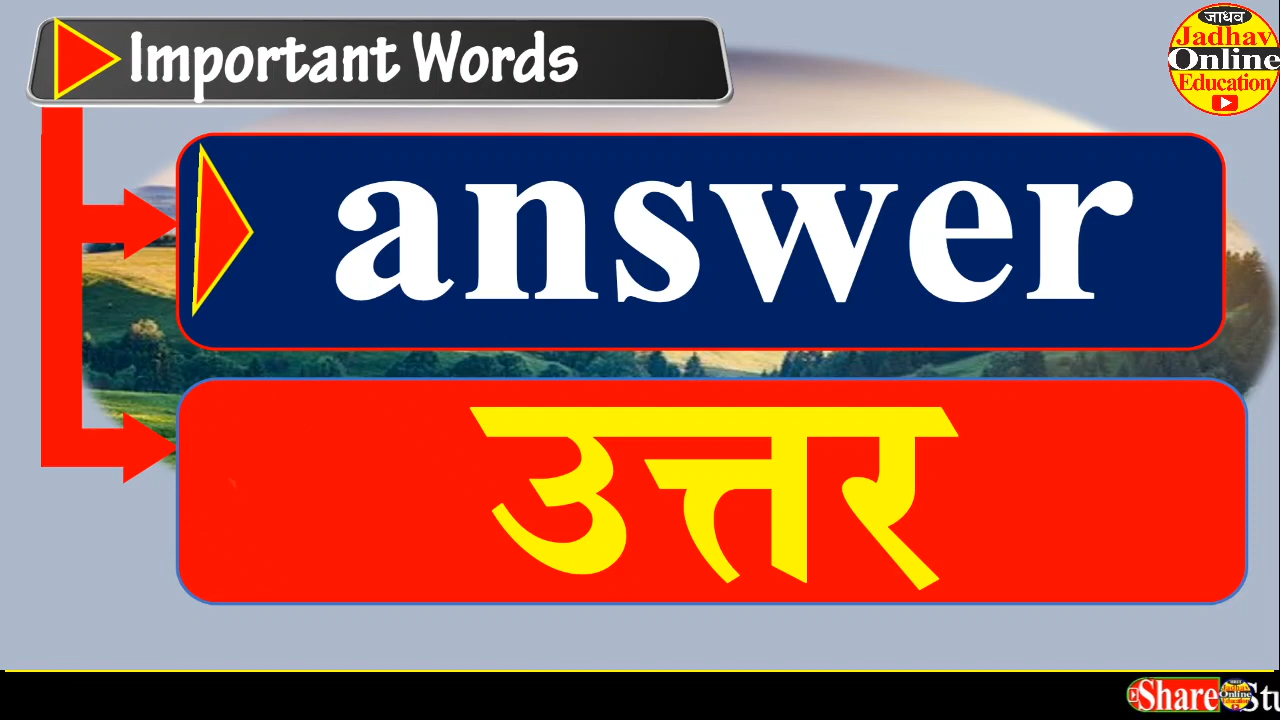 Important Words
जाधव
Jadhav
Online
Education
answer
उत्तर
Share